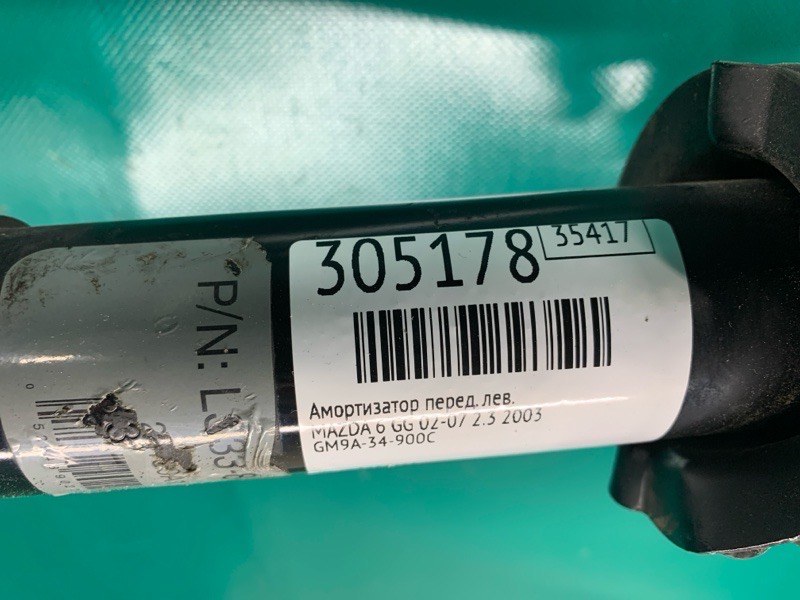 305178
35417
Амортизатор перед. лев.
MAZDA 6 GG 02-07 2.3 2003
GM9A-34-900C
P/N: